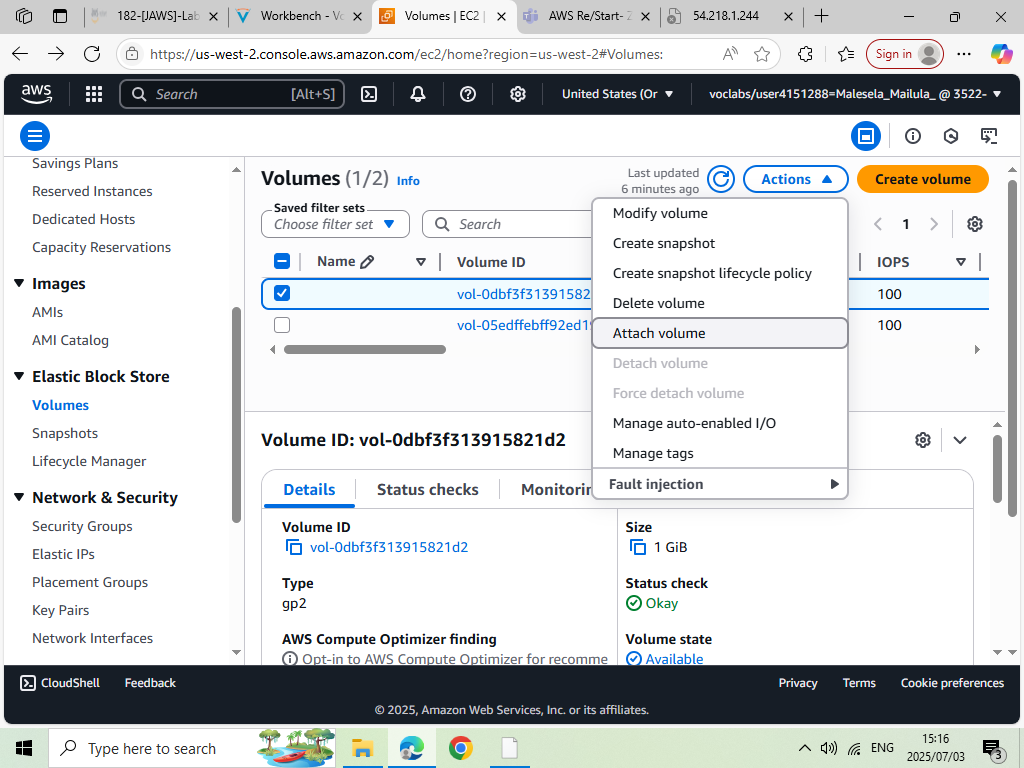 182-[JAWS]-Lab
Workbench - Vo
Volumes | EC2 |
AWS Re/Start- 2
54.218.1.244
https://us-west-2.console.aws.amazon.com/ec2/home?region=us-west-2#Volumes:
Sign in
aws
Search
[Alt+S]
United States (Or
voclabs/user4151288=Malesela_Mailula_ @ 3522-
Savings Plans
Reserved Instances
Dedicated Hosts
Capacity Reservations
Images
AMIs
AMI Catalog
Elastic Block Store
Volumes
Snapshots
Lifecycle Manager
Network & Security
Security Groups
Elastic IPs
Placement Groups
Key Pairs
Network Interfaces
Volumes (1/2) Info
Last updated
6 minutes ago
Actions
Create volume
Saved filter sets
Choose filter set
Search
1
Name
Volume ID
IOPS
vol-0dbf3f31391582
100
vol-05edffebff92ed19
100
Modify volume
Create snapshot
Create snapshot lifecycle policy
Delete volume
Attach volume
Detach volume
Force detach volume
Manage auto-enabled I/O
Manage tags
Fault injection
Volume ID: vol-0dbf3f313915821d2
Details
Status checks
Monitorin
Volume ID
vol-0dbf3f313915821d2
Size
1 GiB
Type
gp2
Status check
Okay
AWS Compute Optimizer finding
Opt-in to AWS Compute Optimizer for recomme
Volume state
Available
CloudShell
Feedback
Privacy
Terms
Cookie preferences
© 2025, Amazon Web Services, Inc. or its affiliates.
Type here to search
ENG
15:16
2025/07/03
3